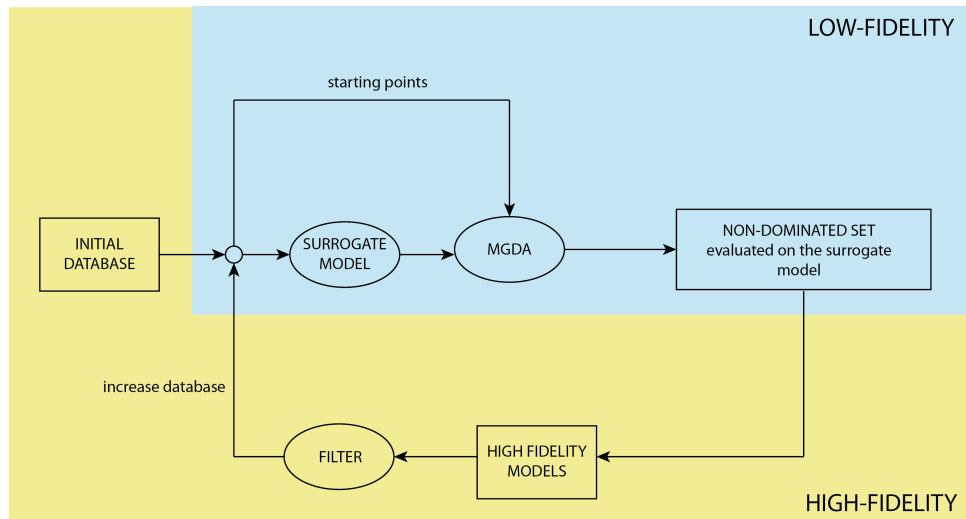 LOW-FIDELITY
starting points
INITIAL
DATABASE
SURROGATE
MODEL
MGDA
NON-DOMINATED SET
evaluated on the surrogate
model
increase database
FILTER
HIGH FIDELITY
MODELS
HIGH-FIDELITY